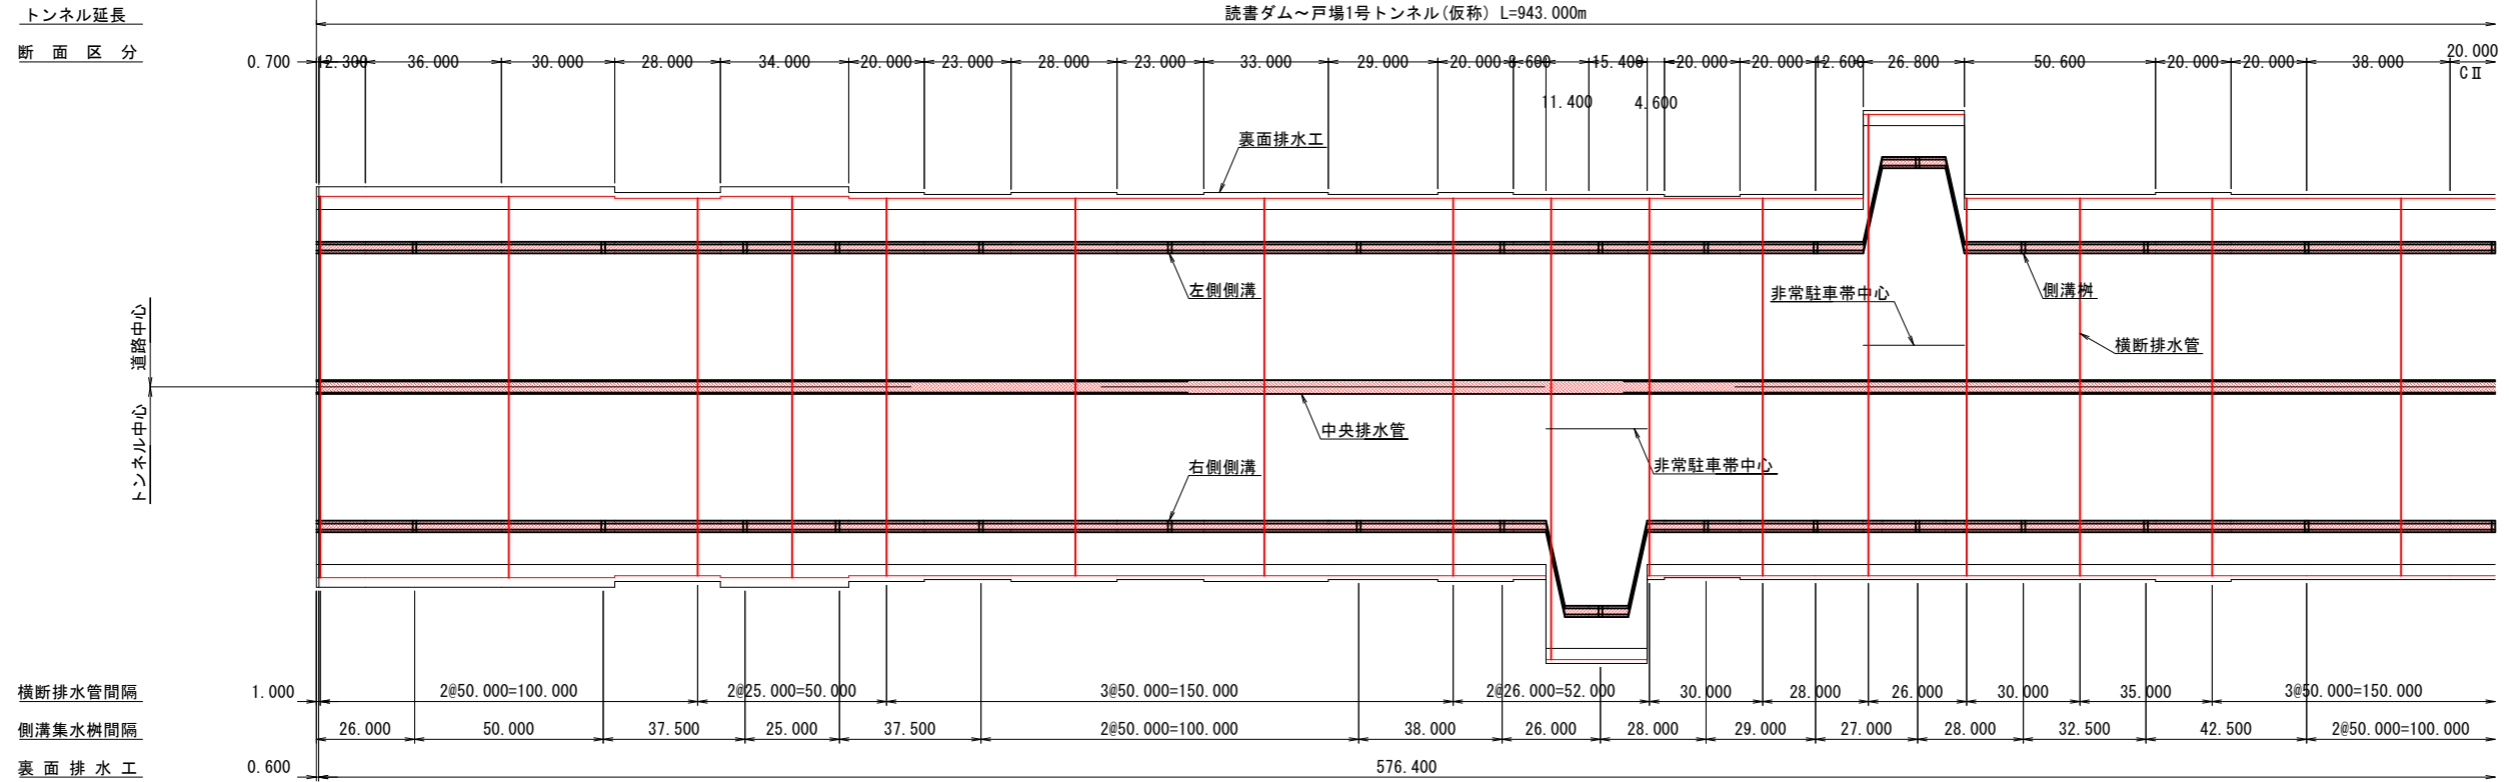 トンネル延長
読書ダム～戸場1号トンネル(仮称) L=943.000m
断 面 区 分
0.700 12.300 36.000 30.000 28.000 34.000 20.000 23.000 28.000 23.000 33.000 29.000 20.000 8.600 15.400 20.000 20.000 12.600 26.800 50.600 20.000 20.000 38.000 20.000
CⅡ
11.400 4.600
裏面排水工
左側側溝
非常駐車帯中心
側溝桝
横断排水管
道路中心
トンネル中心
中央排水管
右側側溝
非常駐車帯中心
横断排水管間隔 1.000 2@50.000=100.000 2@25.000=50.000 3@50.000=150.000 2@26.000=52.000 30.000 28.000 26.000 30.000 35.000 3@50.000=150.000
側溝集水桝間隔 26.000 50.000 37.500 25.000 37.500 2@50.000=100.000 38.000 26.000 28.000 29.000 27.000 28.000 32.500 42.500 2@50.000=100.000
裏 面 排 水 工 0.600 576.400